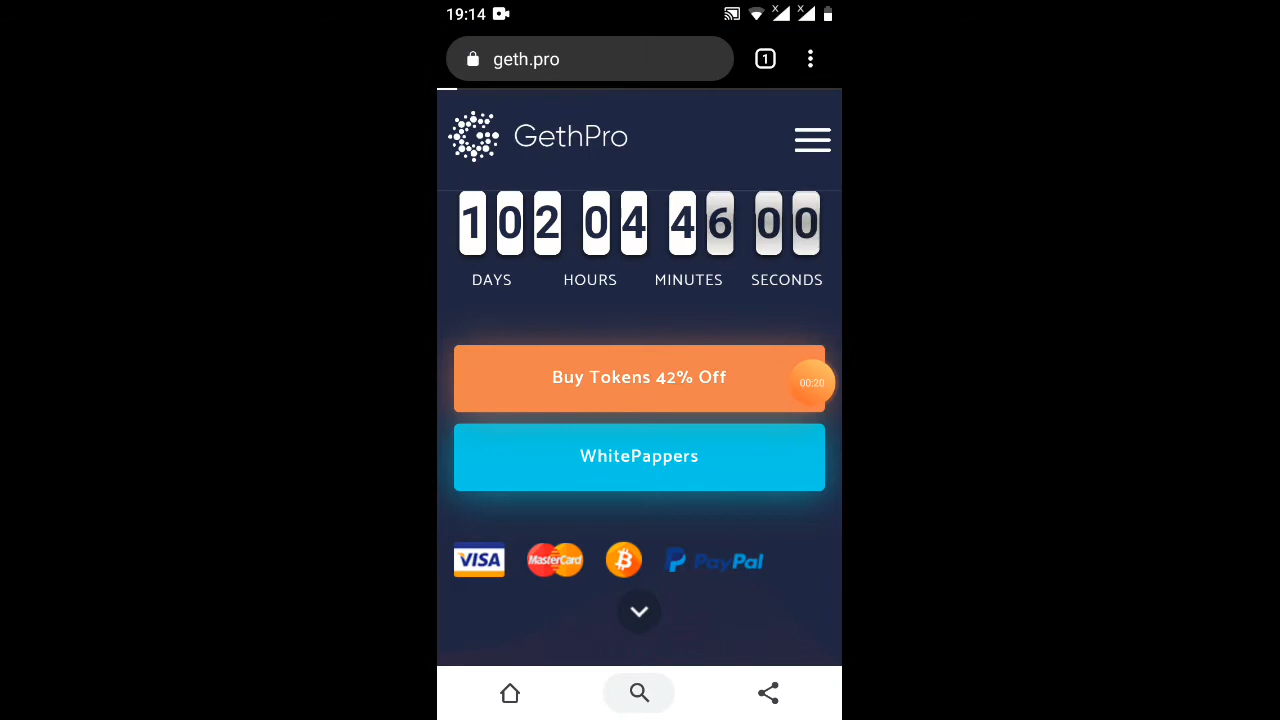 19:14
geth.pro
1
GethPro
102 04 46 00
DAYS HOURS MINUTES SECONDS
Buy Tokens 42% Off
00:20
WhitePappers
VISA MasterCard PayPal